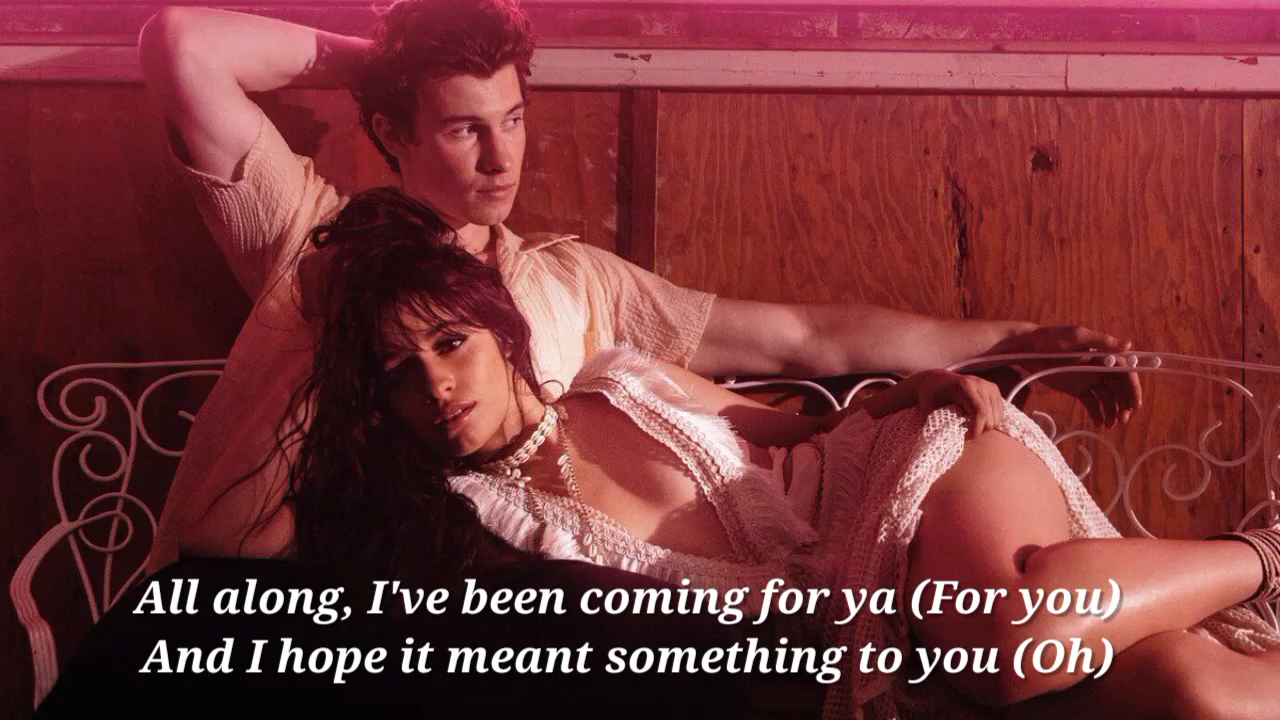 All along, I've been coming for ya (For you)
And I hope it meant something to you (Oh)